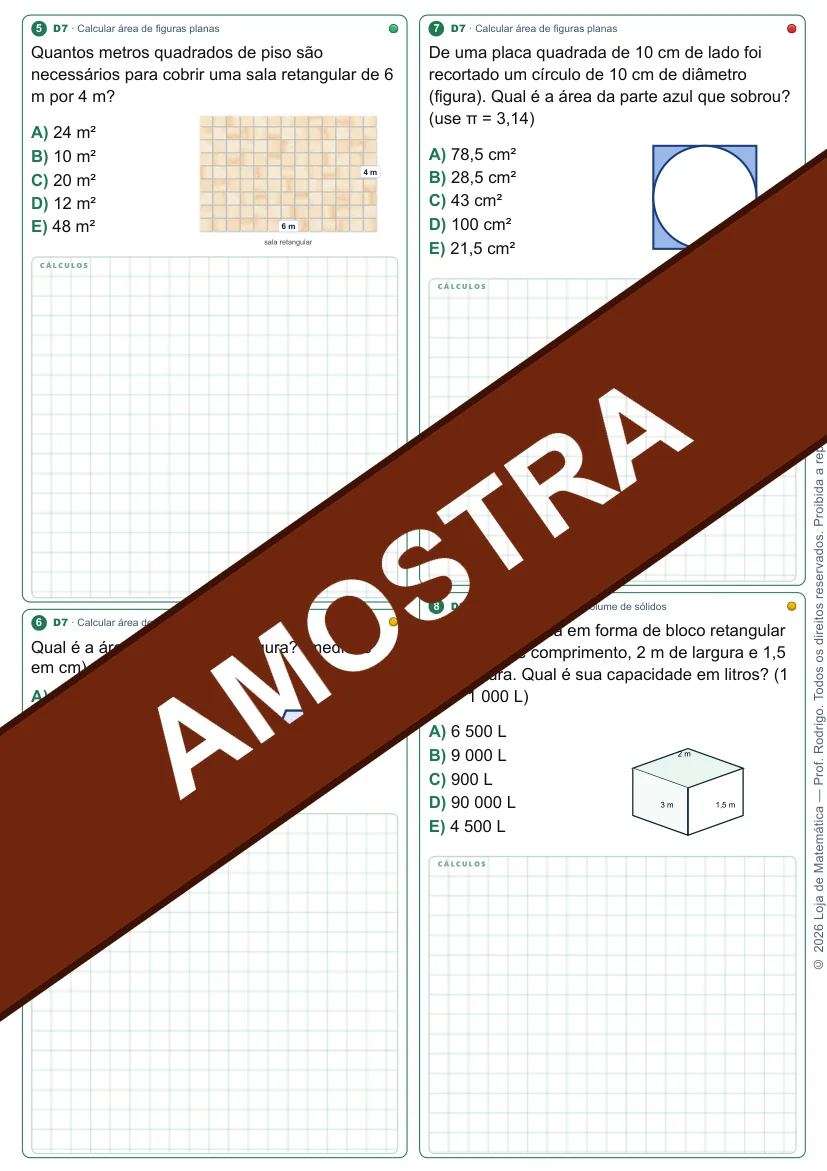 5 D7 · Calcular área de figuras planas
Quantos metros quadrados de piso são
necessários para cobrir uma sala retangular de 6
m por 4 m?
A) 24 m²
B) 10 m²
C) 20 m²
D) 12 m²
E) 48 m²
4 m
6 m
sala retangular
CÁLCULOS
6 D7 · Calcular área
Qual é a
em cm)
A)
7 D7 · Calcular área de figuras planas
De uma placa quadrada de 10 cm de lado foi
recortado um círculo de 10 cm de diâmetro
(figura). Qual é a área da parte azul que sobrou?
(use π = 3,14)
A) 78,5 cm²
B) 28,5 cm²
C) 43 cm²
D) 100 cm²
E) 21,5 cm²
CÁLCULOS
8 de sólidos
em forma de bloco retangular
comprimento, 2 m de largura e 1,5
Qual é sua capacidade em litros? (1
1 000 L)
A) 6 500 L
B) 9 000 L
C) 900 L
D) 90 000 L
E) 4 500 L
2 m
3 m
1,5 m
CÁLCULOS
AMOSTRA
© 2026 Loja de Matemática — Prof. Rodrigo. Todos os direitos reservados. Proibida a